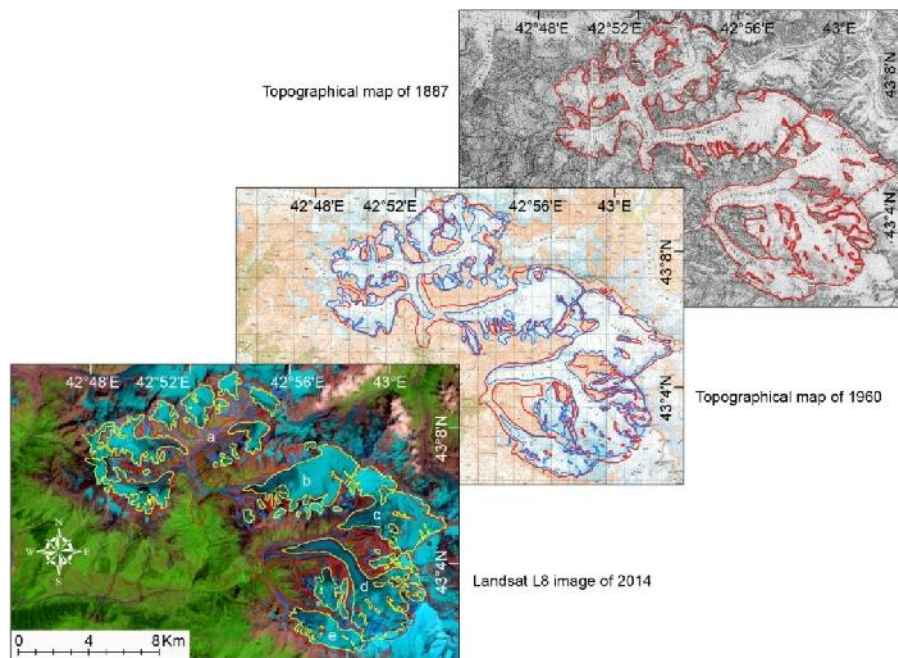 42°48'E 42°52'E 42°56'E 43°E
43°8'N
Topographical map of 1887
43°4'N
42°48'E 42°52'E 42°56'E 43°E
43°8'N
43°4'N
Topographical map of 1960
42°48'E 42°52'E 42°56'E 43°E
a
43°8'N
b
c
N
W E
S
43°4'N
d
Landsat L8 image of 2014
e
0 4 8 Km